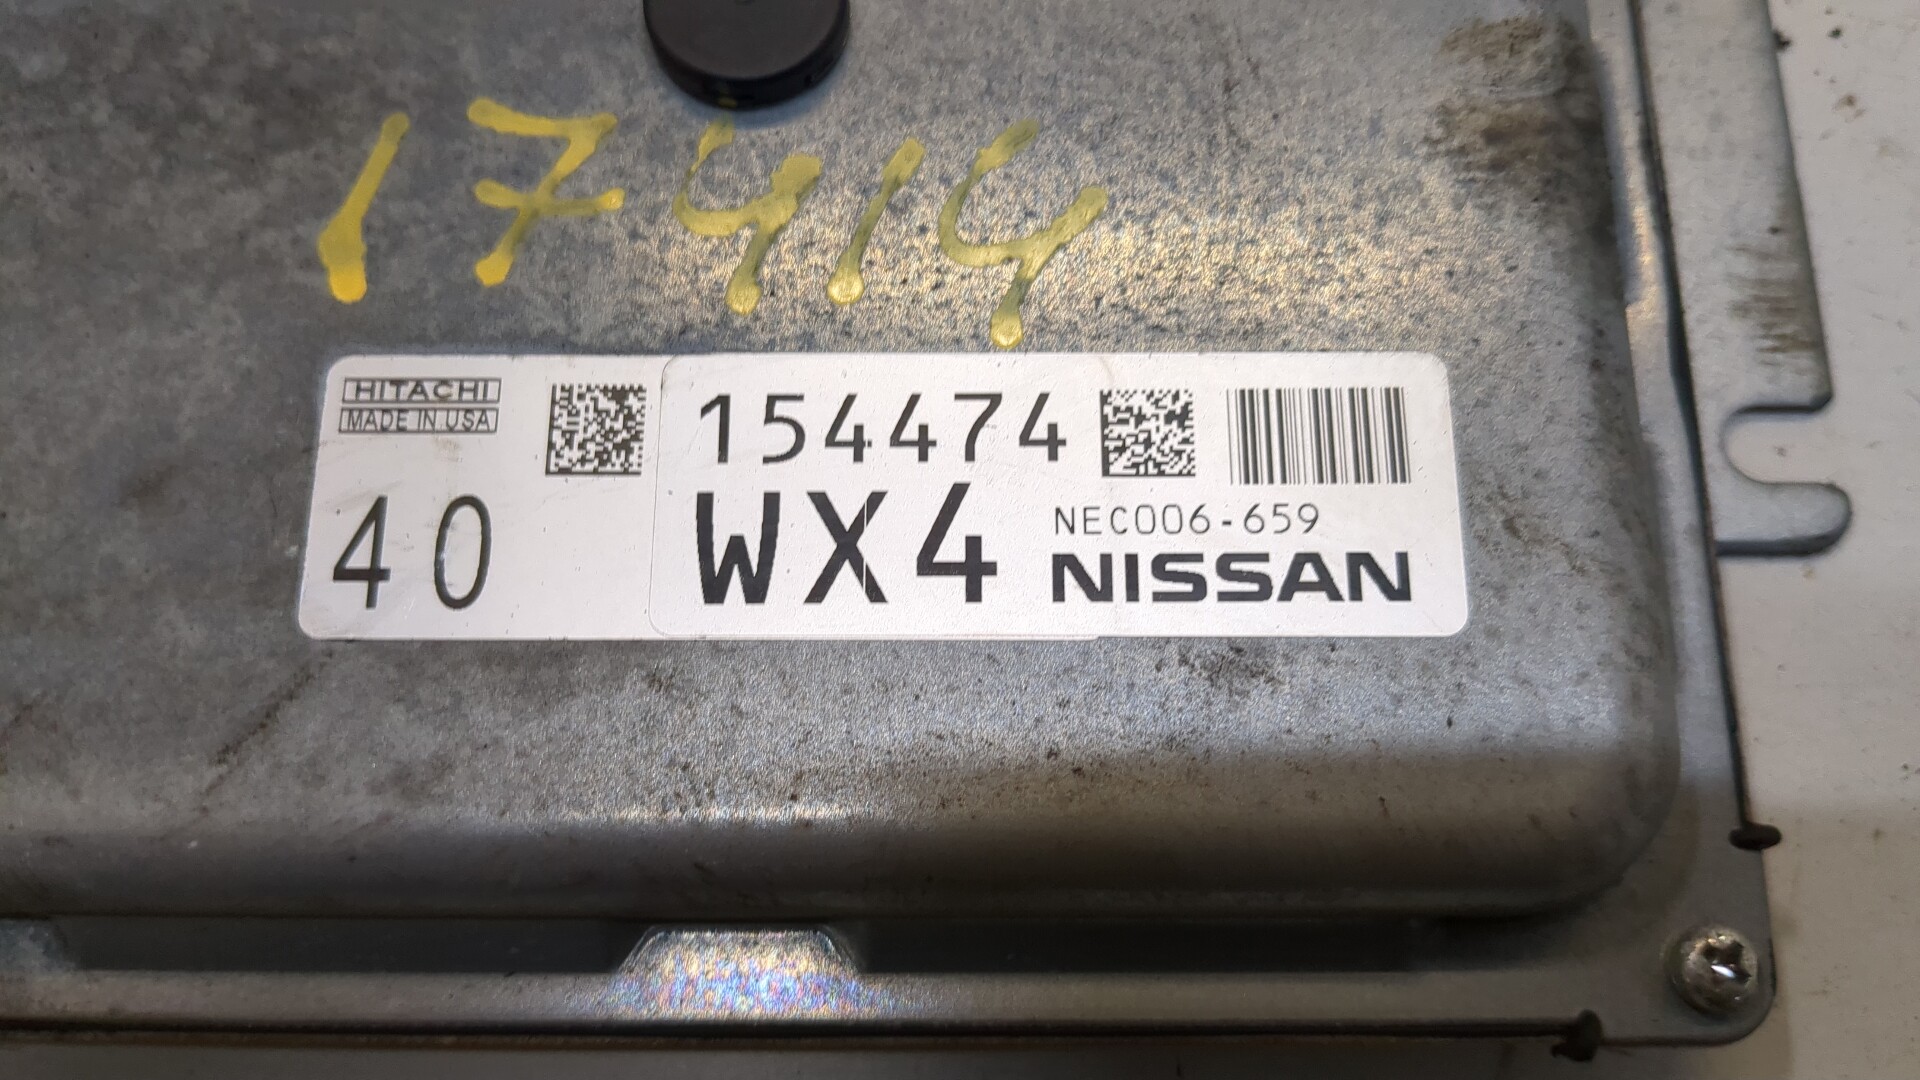 17414
HITACHI
MADE IN USA
40
154474
WX4
NEC006-659
NISSAN